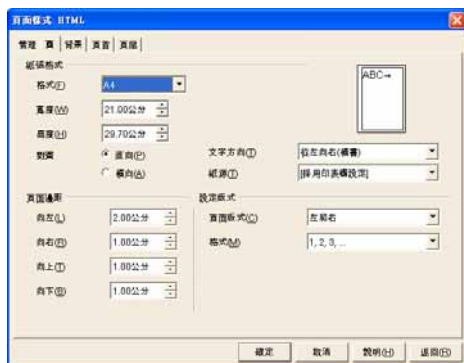 頁面樣式 HTML
管理 頁 背景 頁首 頁尾
紙張格式
格式(F) A4
ABC→
寬度(W) 21.00公分
高度(H) 29.70公分
直向(P) 文字方向(T) 從左向右(橫書)
橫向(A) 紙源(T) [採用印表機設定]
頁面邊距 設定版式
向左(L) 2.00公分 頁面版式(C) 左和右
向右(R) 1.00公分 格式(M) 1, 2, 3, ...
向上(T) 1.00公分
向下(B) 1.00公分
確定 取消 說明(H) 返回(R)